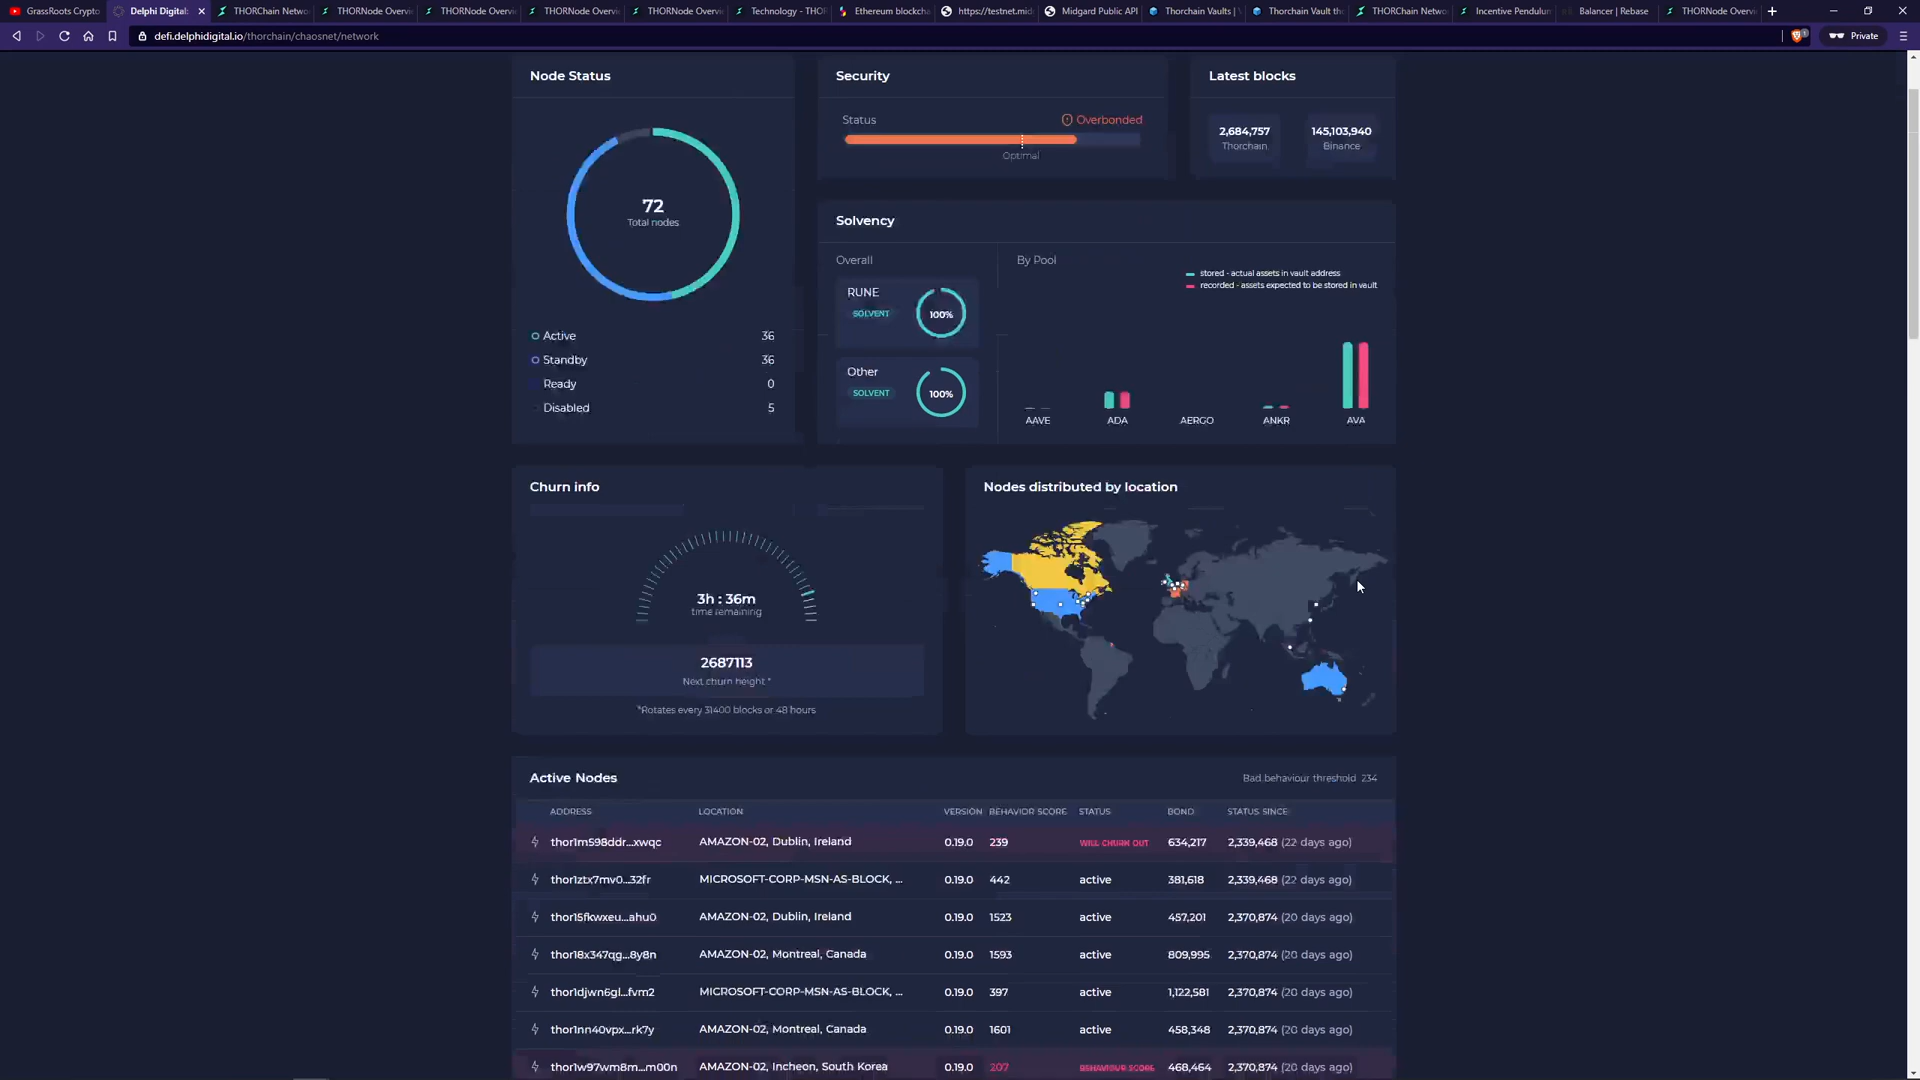 GrassRoots Crypto
Delphi Digital
THORChain Netwo
THORNode Overvi
THORNode Overvi
THORNode Overvi
THORNode Overvi
Technology - THO
Ethereum blockcha
https://testnet.mid
Midgard Public API
Thorchain Vaults |
Thorchain Vault th
THORChain Netwo
Incentive Pendulun
Balancer | Rebase
THORNode Overvi
defi.delphidigital.io/thorchain/chaosnet/network
Private
Node Status
Security
Latest blocks
72
Total nodes
Active 36
Standby 36
Ready 0
Disabled 5
Status
Overbonded
Optimal
2,684,757
Thorchain
145,103,940
Binance
Solvency
Overall
RUNE
SOLVENT
100%
Other
SOLVENT
100%
By Pool
stored - actual assets in vault address
recorded - assets expected to be stored in vault
AAVE ADA AERGO ANKR AVA
Churn info
3h : 36m
time remaining
2687113
Next churn height *
*Rotates every 31400 blocks or 48 hours
Nodes distributed by location
Active Nodes
Bad behaviour threshold 234
ADDRESS LOCATION VERSION BEHAVIOR SCORE STATUS BOND STATUS SINCE
thor1m598ddr...xwqc AMAZON-02, Dublin, Ireland 0.19.0 239 WILL CHURN OUT 634,217 2,339,468 (22 days ago)
thor1ztx7mv0...32fr MICROSOFT-CORP-MSN-AS-BLOCK, ... 0.19.0 442 active 381,618 2,339,468 (22 days ago)
thor15fkwxeu...ahu0 AMAZON-02, Dublin, Ireland 0.19.0 1523 active 457,201 2,370,874 (20 days ago)
thor18x347qg...8y8n AMAZON-02, Montreal, Canada 0.19.0 1593 active 809,995 2,370,874 (20 days ago)
thor1djwn6gl...fvm2 MICROSOFT-CORP-MSN-AS-BLOCK, ... 0.19.0 397 active 1,122,581 2,370,874 (20 days ago)
thor1nn40vpx...rk7y AMAZON-02, Montreal, Canada 0.19.0 1601 active 458,348 2,370,874 (20 days ago)
thor1w97wm8m...m00n AMAZON-02, Incheon, South Korea 0.19.0 207 BEHAVIOUR SCORE 468,464 2,370,874 (20 days ago)